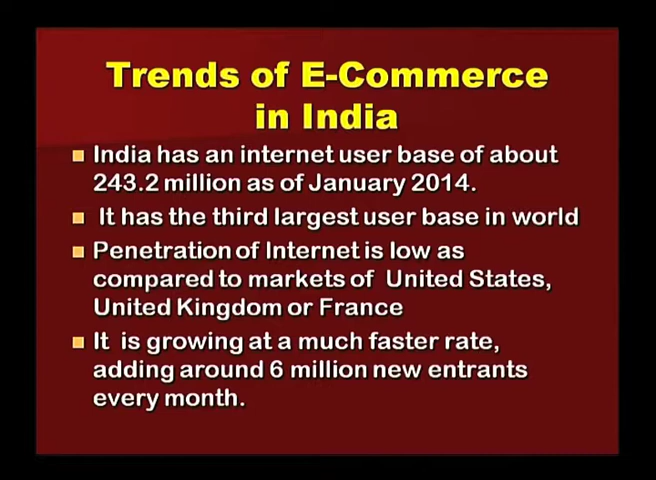 Trends of E-Commerce
in India
India has an internet user base of about
243.2 million as of January 2014.
It has the third largest user base in world
Penetration of Internet is low as
compared to markets of United States,
United Kingdom or France
It is growing at a much faster rate,
adding around 6 million new entrants
every month.